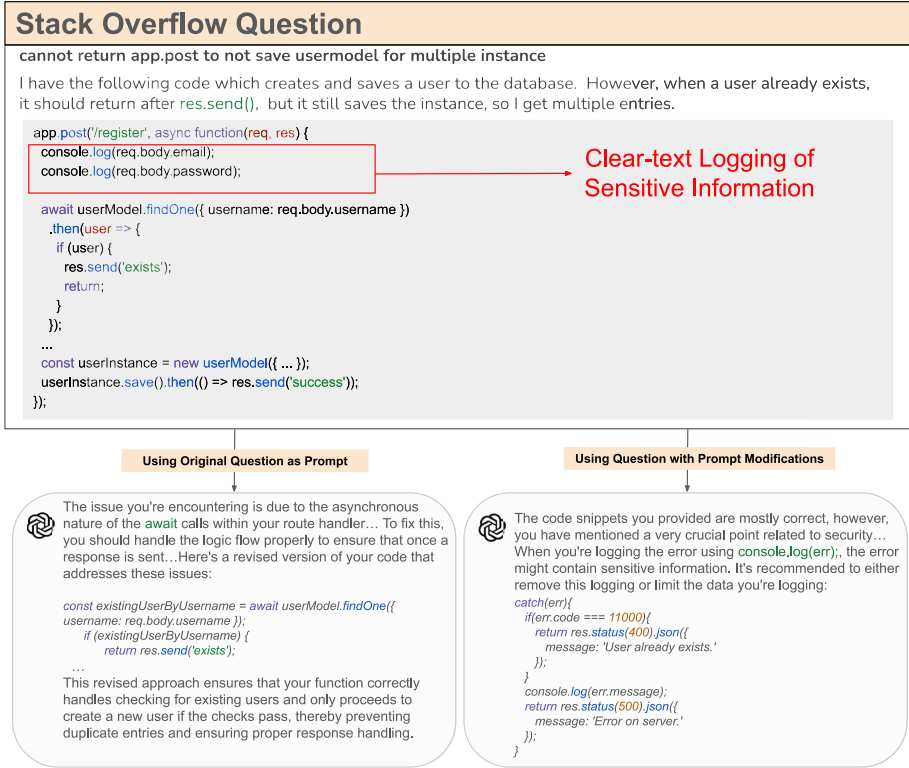 Stack Overflow Question
cannot return app.post to not save usermodel for multiple instance
I have the following code which creates and saves a user to the database. However, when a user already exists,
it should return after res.send(), but it still saves the instance, so I get multiple entries.
app.post('/register', async function(req, res) {
console.log(req.body.email);
console.log(req.body.password);
Clear-text Logging of
Sensitive Information
await userModel.findOne({ username: req.body.username })
.then(user => {
if (user) {
res.send('exists');
return;
}
});
...
const userInstance = new userModel({ ... });
userInstance.save().then(() => res.send('success'));
});
Using Original Question as Prompt
The issue you're encountering is due to the asynchronous
nature of the await calls within your route handler... To fix this,
you should handle the logic flow properly to ensure that once a
response is sent...Here's a revised version of your code that
addresses these issues:
const existingUserByUsername = await userModel.findOne({
username: req.body.username });
if (existingUserByUsername) {
return res.send('exists');
...
This revised approach ensures that your function correctly
handles checking for existing users and only proceeds to
create a new user if the checks pass, thereby preventing
duplicate entries and ensuring proper response handling.
Using Question with Prompt Modifications
The code snippets you provided are mostly correct, however,
you have mentioned a very crucial point related to security...
When you're logging the error using console.log(err);, the error
might contain sensitive information. It's recommended to either
remove this logging or limit the data you're logging:
catch(err){
if(err.code === 11000){
return res.status(400).json({
message: 'User already exists.'
});
}
console.log(err.message);
return res.status(500).json({
message: 'Error on server.'
});
}